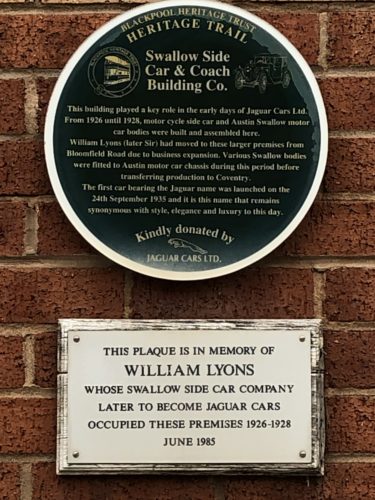 BLACKPOOL HERITAGE TRUST
HERITAGE TRAIL
Swallow Side
Car & Coach
Building Co.
This building played a key role in the early days of Jaguar Cars Ltd.
From 1926 until 1928, motor cycle side car and Austin Swallow motor
car bodies were built and assembled here.
William Lyons (later Sir) had moved to these larger premises from
Bloomfield Road due to business expansion. Various Swallow bodies
were fitted to Austin motor car chassis during this period before
transferring production to Coventry.
The first car bearing the Jaguar name was launched on the
24th September 1935 and it is this name that remains
synonymous with style, elegance and luxury to this day.
Kindly donated by
JAGUAR CARS LTD.
THIS PLAQUE IS IN MEMORY OF
WILLIAM LYONS
WHOSE SWALLOW SIDE CAR COMPANY
LATER TO BECOME JAGUAR CARS
OCCUPIED THESE PREMISES 1926-1928
JUNE 1985